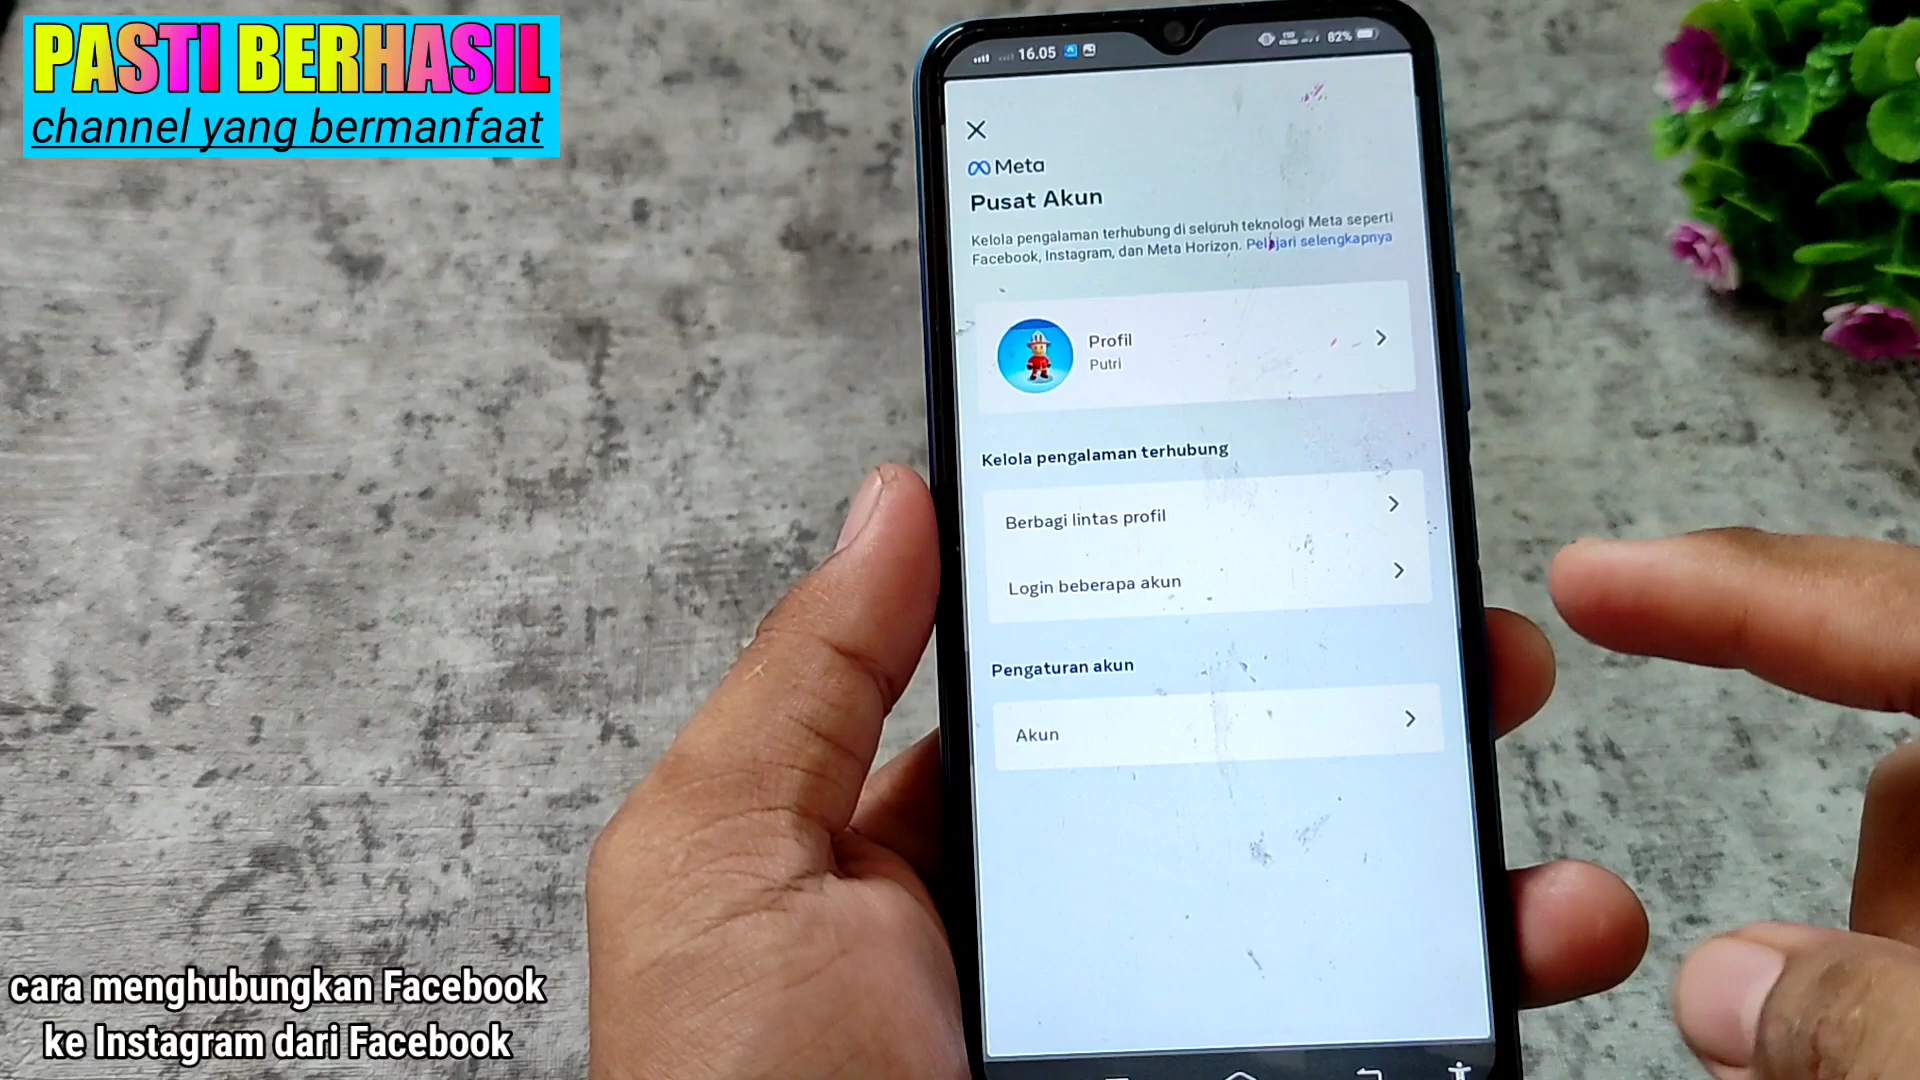 PASTI BERHASIL
channel yang bermanfaat
16.05
82%
Meta
Pusat Akun
Kelola pengalaman terhubung di seluruh teknologi Meta seperti
Facebook, Instagram, dan Meta Horizon. Pelajari selengkapnya
Profil
Putri
Kelola pengalaman terhubung
Berbagi lintas profil
Login beberapa akun
Pengaturan akun
Akun
cara menghubungkan Facebook
ke Instagram dari Facebook